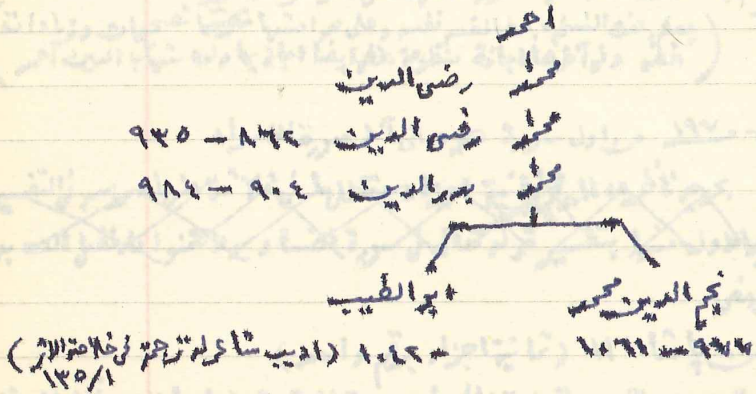 احمد
محمد رضي الدين
محمد رضي الدين ٨٦٢ - ٩٣٥
محمد بدر الدين ٩٠٤ - ٩٨٤
نجم الدين محمد ابو الطيب
٩٧٧ - ١٠٦١ - ١٠٤٢ (اديب شاعر له ترجمة في خلاصة الاثر
١/١٣٥)